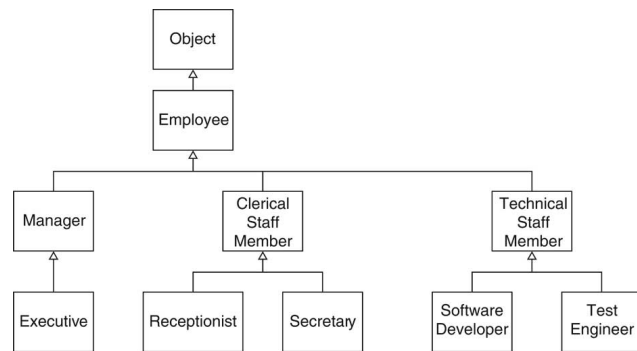 Object
Employee
Manager
Clerical
Staff
Member
Technical
Staff
Member
Executive
Receptionist
Secretary
Software
Developer
Test
Engineer